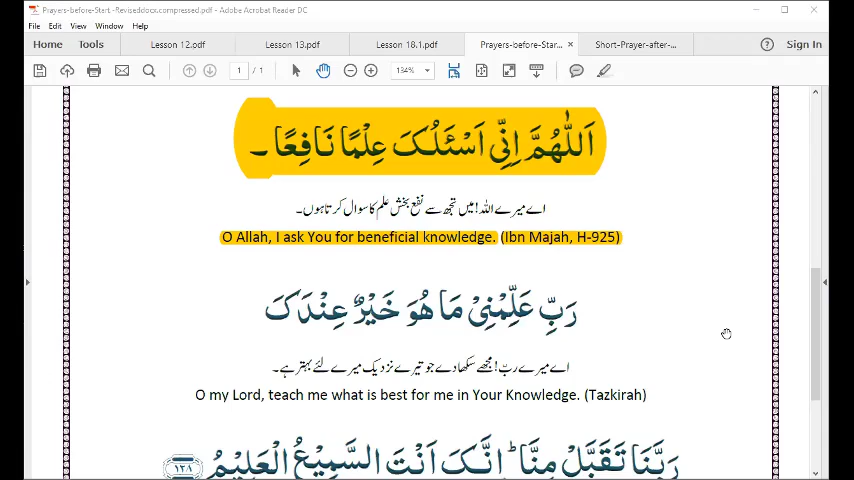 Prayers-before-Start -Reviseddocx.compressed.pdf - Adobe Acrobat Reader DC
File Edit View Window Help
Home Tools Lesson 12.pdf Lesson 13.pdf Lesson 18.1.pdf Prayers-before-Star... × Short-Prayer-after-... Sign In
1 / 1 134%
اَللّٰهُمَّ اِنِّیْ اَسْئَلُکَ عِلْمًا نَافِعًا ۔
اے میرے اللہ! میں تجھ سے نفع بخش علم کا سوال کرتا ہوں۔
O Allah, I ask You for beneficial knowledge. (Ibn Majah, H-925)
رَبِّ عَلِّمْنِیْ مَا هُوَ خَیْرٌ عِنْدَکَ
اے میرے ربّ! مجھے سکھا دے جو تیرے نزدیک میرے لئے بہتر ہے۔
O my Lord, teach me what is best for me in Your Knowledge. (Tazkirah)
رَبَّنَا تَقَبَّلْ مِنَّا ؕ اِنَّکَ اَنْتَ السَّمِیْعُ الْعَلِیْمُ ۱۲۸